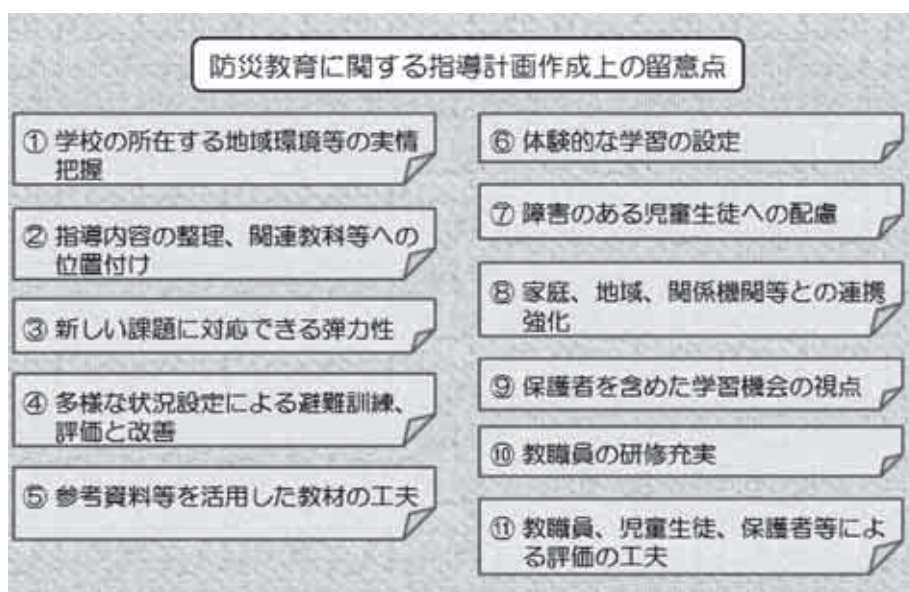 防災教育に関する指導計画作成上の留意点
① 学校の所在する地域環境等の実情
把握
② 指導内容の整理、関連教科等への
位置付け
③ 新しい課題に対応できる弾力性
④ 多様な状況設定による避難訓練、
評価と改善
⑤ 参考資料等を活用した教材の工夫
⑥ 体験的な学習の設定
⑦ 障害のある児童生徒への配慮
⑧ 家庭、地域、関係機関等との連携
強化
⑨ 保護者を含めた学習機会の視点
⑩ 教職員の研修充実
⑪ 教職員、児童生徒、保護者等によ
る評価の工夫